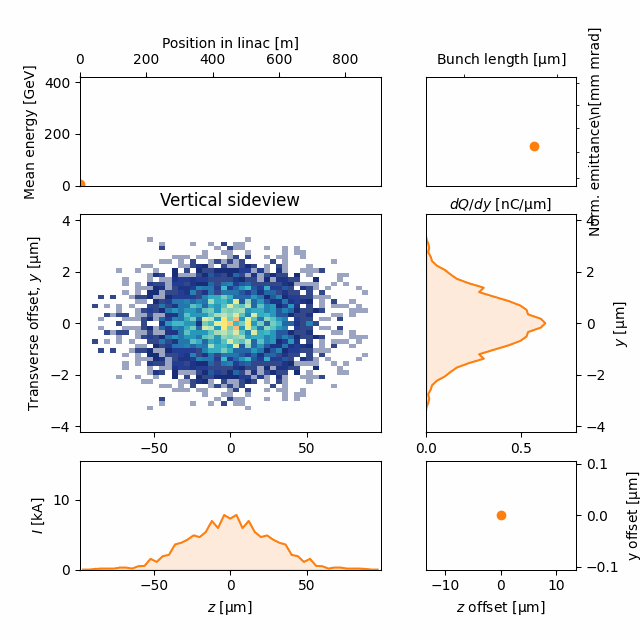 Position in linac [m]
0 200 400 600 800
Mean energy [GeV]
400
200
0
Bunch length [μm]
Norm. emittance\n[mm mrad]
Vertical sideview
Transverse offset, y [μm]
4
2
0
−2
−4
−50 0 50
dQ/dy [nC/μm]
4
2
0
−2
−4
y [μm]
0.0 0.5
I [kA]
10
0
−50 0 50
z [μm]
0.1
0.0
−0.1
y offset [μm]
−10 0 10
z offset [μm]